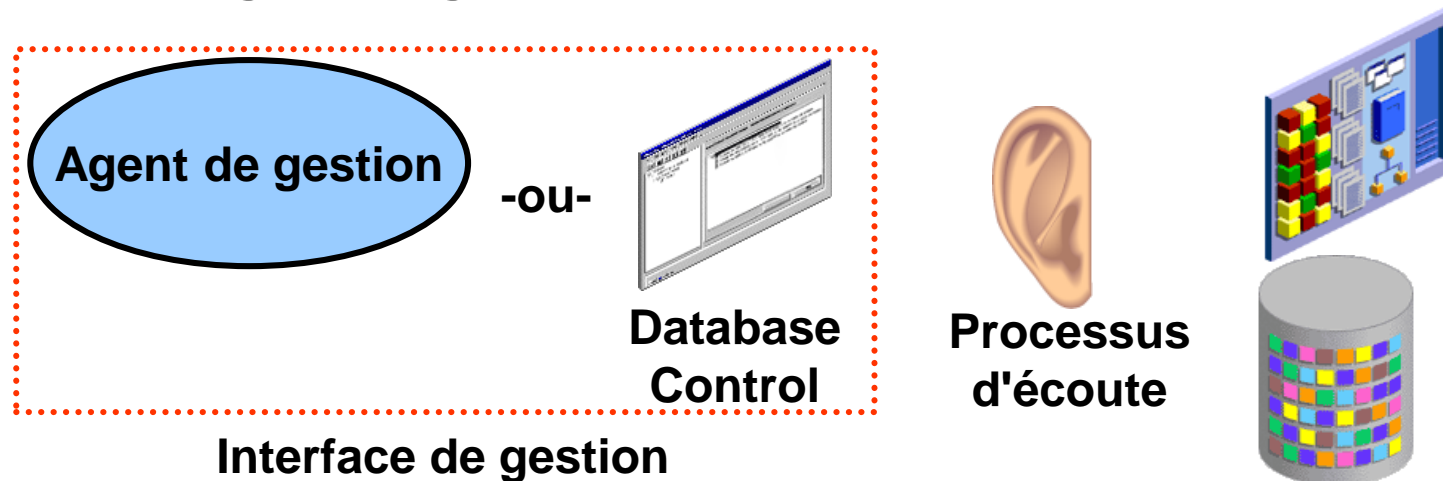 Agent de gestion
-ou-
Database
Control
Processus
d'écoute
Interface de gestion